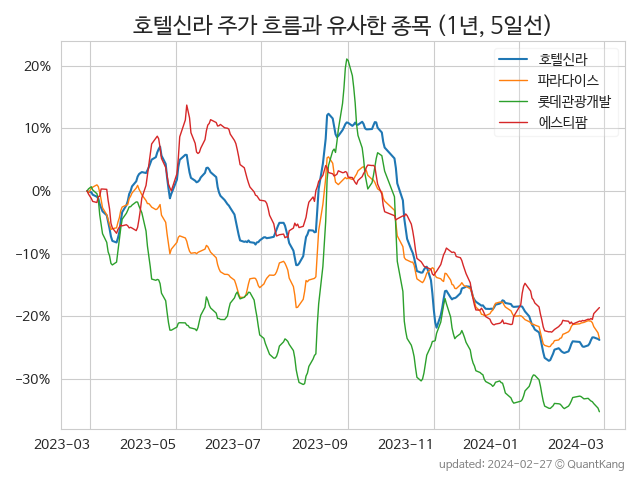 호텔신라 주가 흐름과 유사한 종목 (1년, 5일선)
호텔신라
파라다이스
롯데관광개발
에스티팜
20%
10%
0%
−10%
−20%
−30%
2023-03 2023-05 2023-07 2023-09 2023-11 2024-01 2024-03
updated: 2024-02-27 © QuantKang